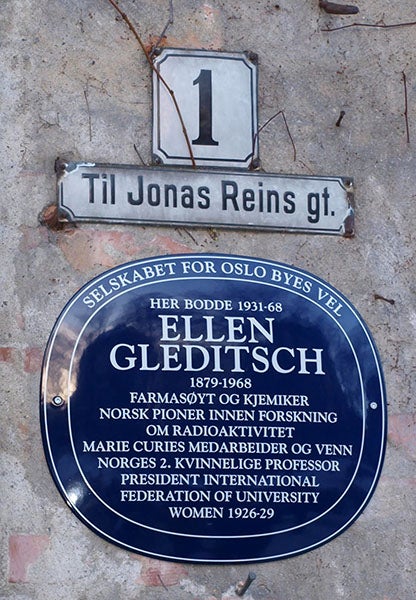 1
Til Jonas Reins gt.
SELSKABET FOR OSLO BYES VEL
HER BODDE 1931-68
ELLEN
GLEDITSCH
1879-1968
FARMASØYT OG KJEMIKER
NORSK PIONER INNEN FORSKNING
OM RADIOAKTIVITET
MARIE CURIES MEDARBEIDER OG VENN
NORGES 2. KVINNELIGE PROFESSOR
PRESIDENT INTERNATIONAL
FEDERATION OF UNIVERSITY
WOMEN 1926-29